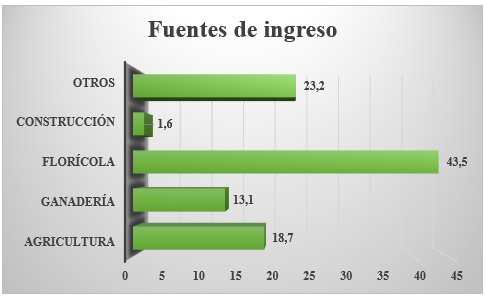 Fuentes de ingreso
OTROS 23,2
CONSTRUCCIÓN 1,6
FLORÍCOLA 43,5
GANADERÍA 13,1
AGRICULTURA 18,7
0 5 10 15 20 25 30 35 40 45